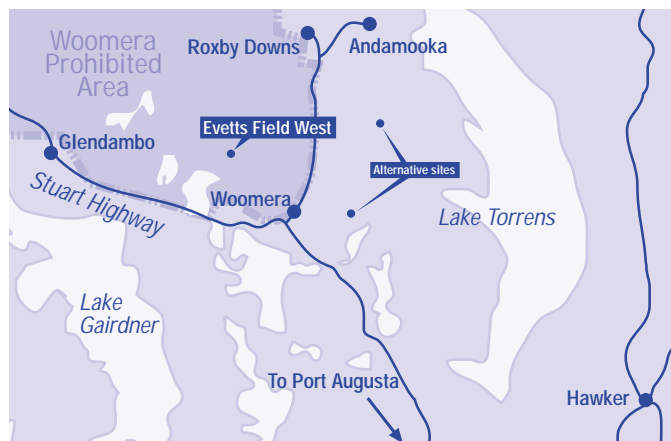 Woomera
Prohibited
Area
Roxby Downs
Andamooka
Glendambo
Evetts Field West
Alternative sites
Stuart Highway
Woomera
Lake Torrens
Lake
Gairdner
To Port Augusta
Hawker